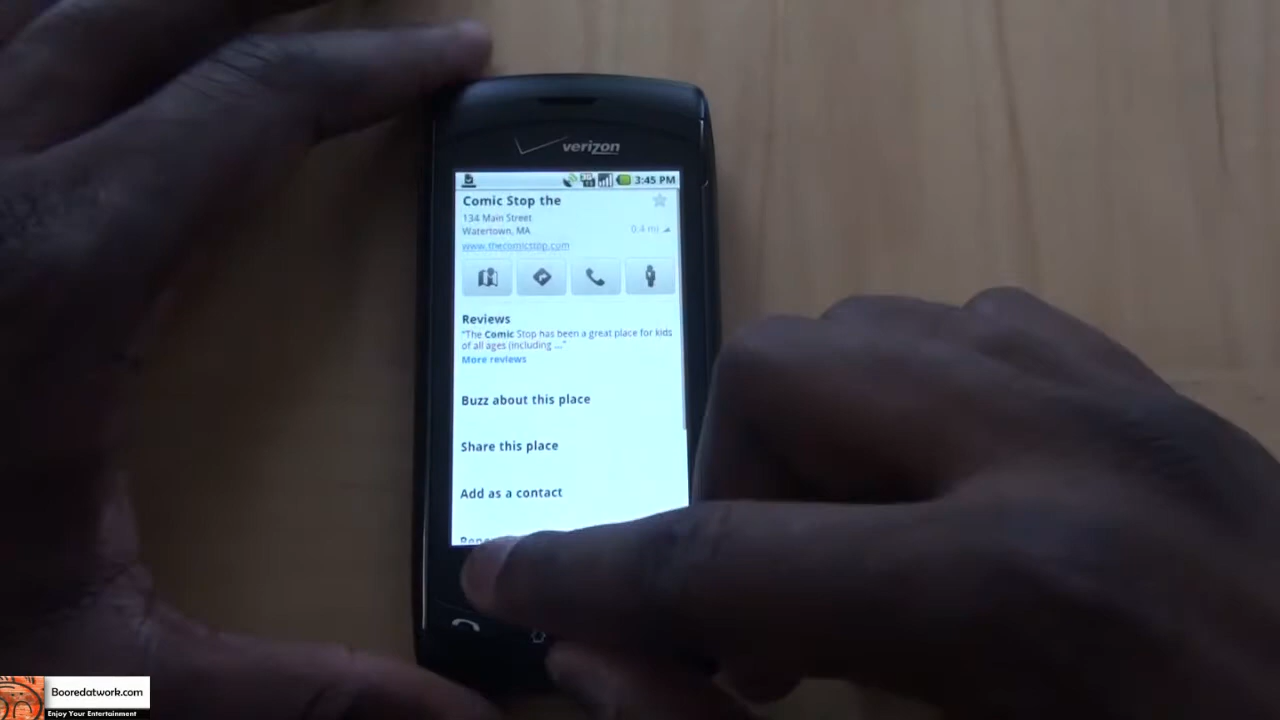 verizon
3:45 PM
Comic Stop the
134 Main Street
Watertown, MA
0.4 mi
www.thecomicstop.com
Reviews
"The Comic Stop has been a great place for kids
of all ages (including ..."
More reviews
Buzz about this place
Share this place
Add as a contact
Booredatwork.com
Enjoy Your Entertainment